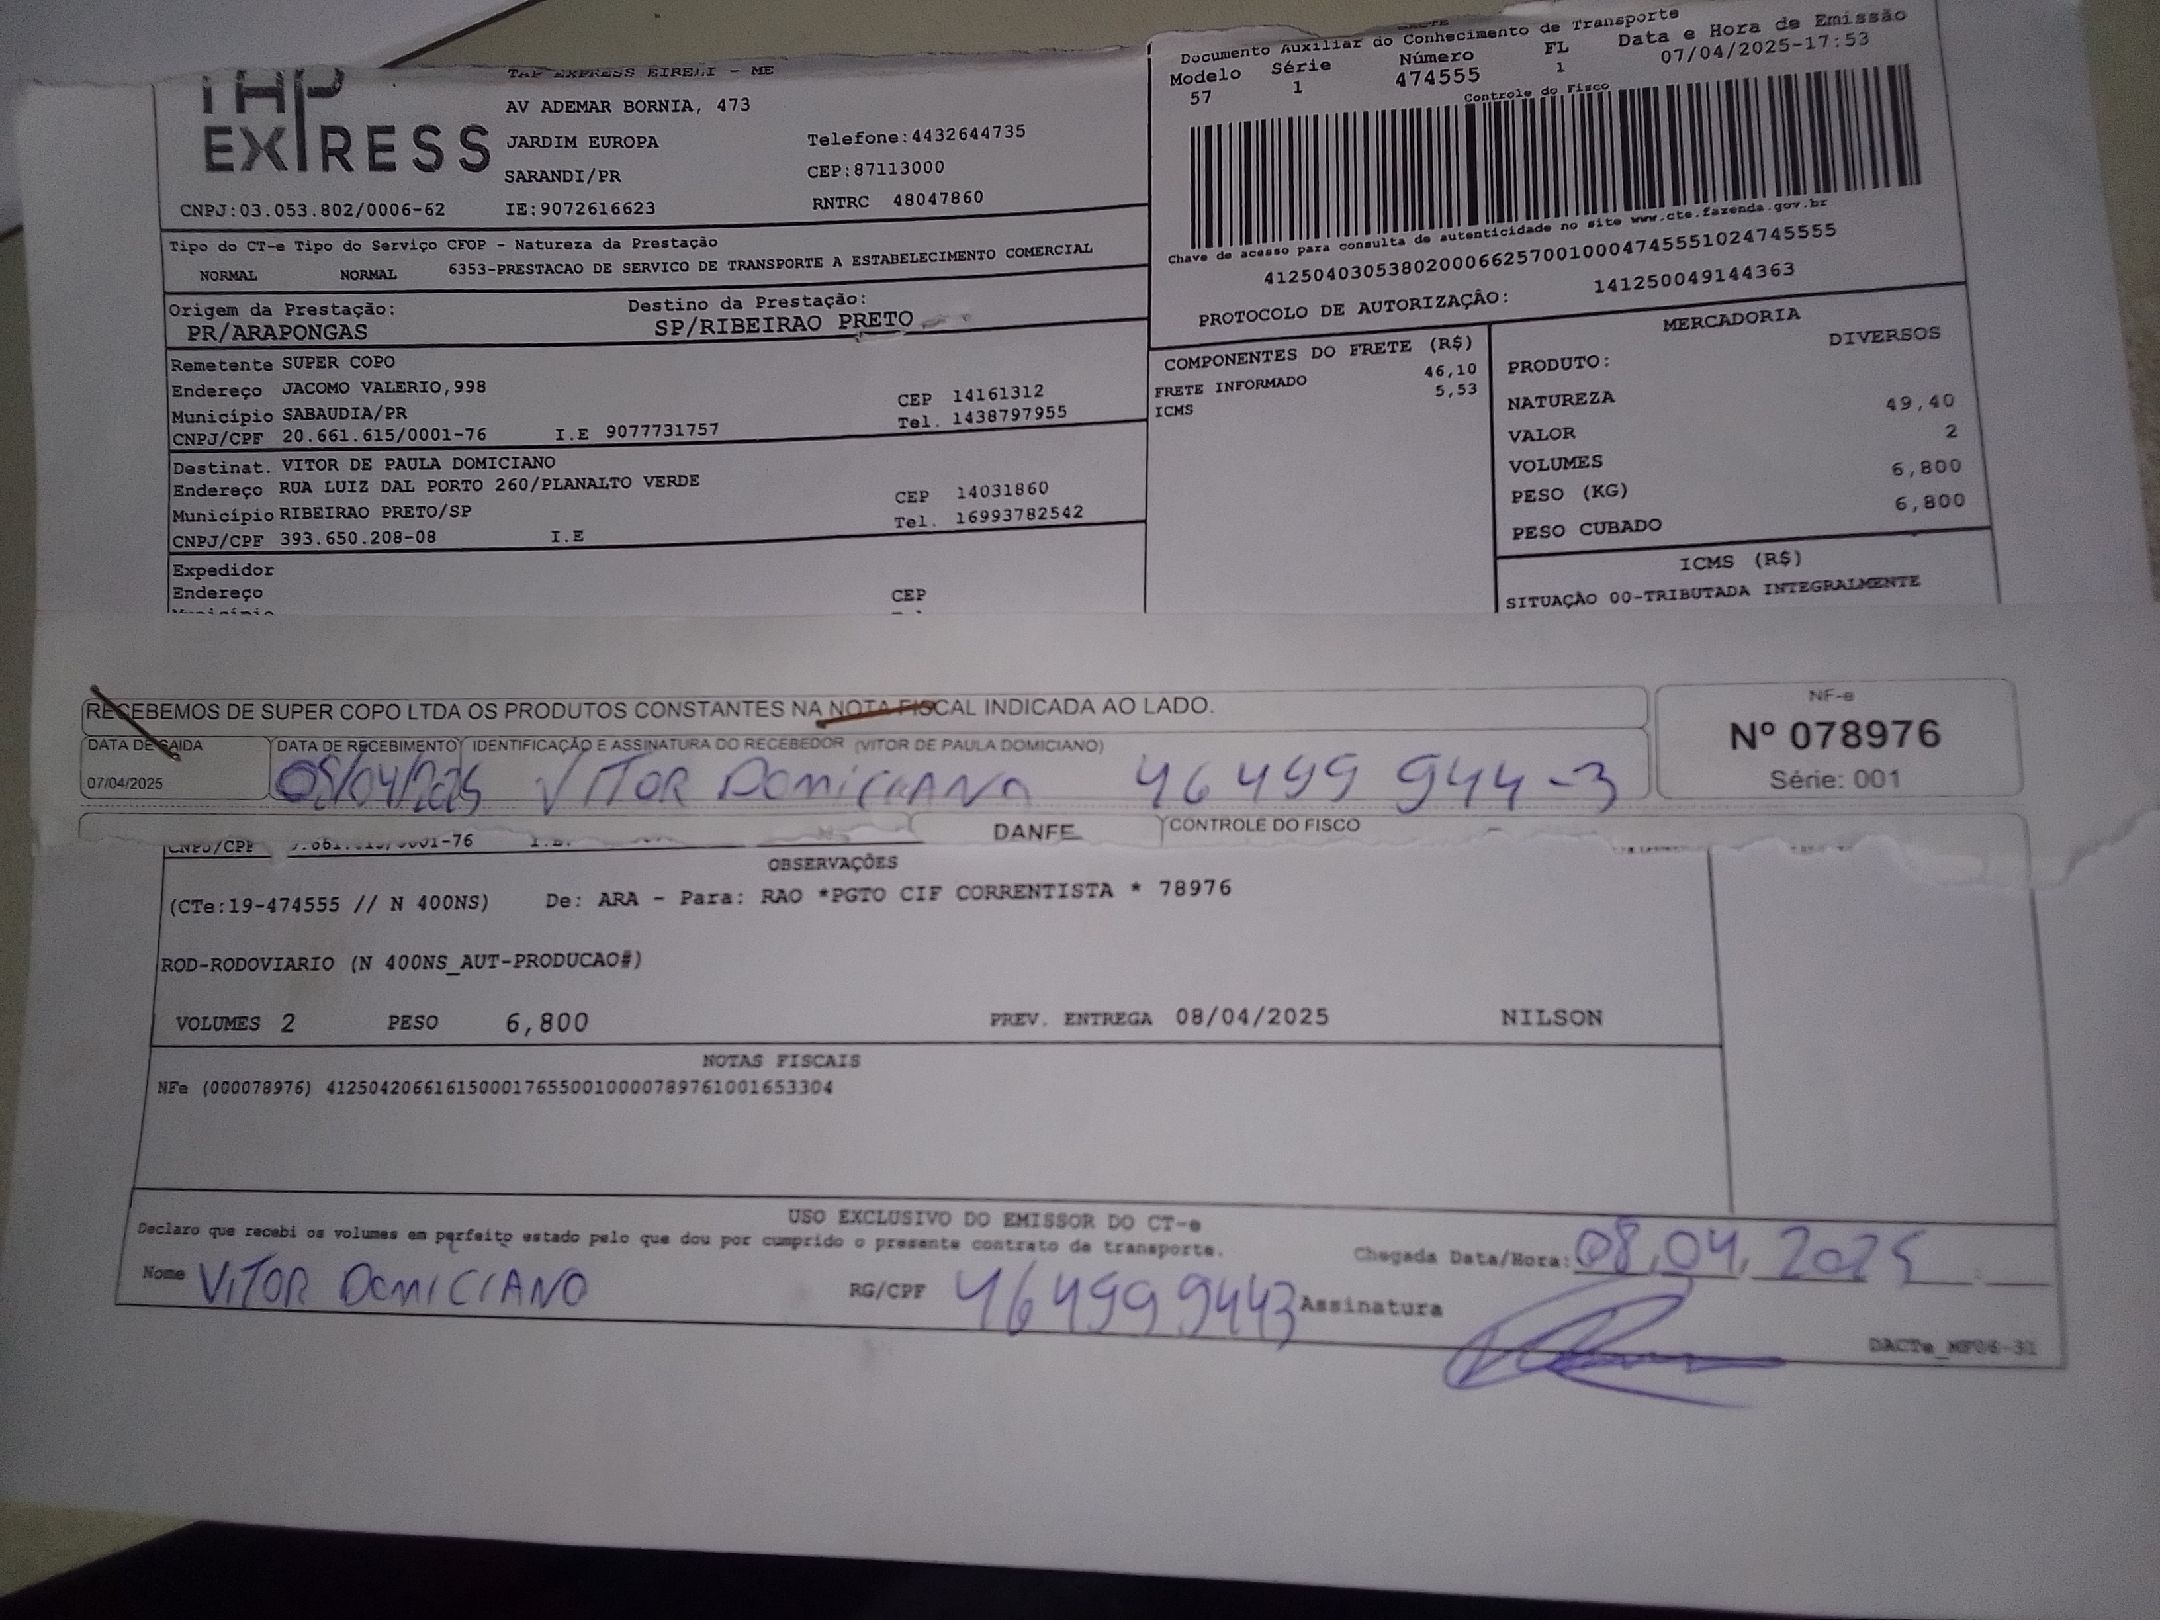 THP EXPRESS
THP EXPRESS EIRELI - ME
AV ADEMAR BORNIA, 473
JARDIM EUROPA Telefone:4432644735
SARANDI/PR CEP:87113000
CNPJ:03.053.802/0006-62 IE:9072616623 RNTRC 48047860
Tipo do CT-e Tipo do Serviço CFOP - Natureza da Prestação
NORMAL NORMAL 6353-PRESTACAO DE SERVICO DE TRANSPORTE A ESTABELECIMENTO COMERCIAL
Origem da Prestação: Destino da Prestação:
PR/ARAPONGAS SP/RIBEIRAO PRETO
Remetente SUPER COPO
Endereço JACOMO VALERIO,998 CEP 14161312
Município SABAUDIA/PR Tel. 1438797955
CNPJ/CPF 20.661.615/0001-76 I.E 9077731757
Destinat. VITOR DE PAULA DOMICIANO
Endereço RUA LUIZ DAL PORTO 260/PLANALTO VERDE CEP 14031860
Município RIBEIRAO PRETO/SP Tel. 16993782542
CNPJ/CPF 393.650.208-08 I.E
Expedidor
Endereço CEP
DACTE
Documento Auxiliar do Conhecimento de Transporte
Modelo Série Número FL Data e Hora de Emissão
57 1 474555 1 07/04/2025-17:53
Controle do Fisco
Chave de acesso para consulta de autenticidade no site www.cte.fazenda.gov.br
41250403053802000662570010004745551024745555
PROTOCOLO DE AUTORIZAÇÃO: 141250049144363
COMPONENTES DO FRETE (R$)
FRETE INFORMADO 46,10
ICMS 5,53
MERCADORIA
PRODUTO: DIVERSOS
NATUREZA
VALOR 49,40
VOLUMES 2
PESO (KG) 6,800
PESO CUBADO 6,800
ICMS (R$)
SITUAÇÃO 00-TRIBUTADA INTEGRALMENTE
RECEBEMOS DE SUPER COPO LTDA OS PRODUTOS CONSTANTES NA NOTA FISCAL INDICADA AO LADO.
DATA DE SAIDA DATA DE RECEBIMENTO IDENTIFICAÇÃO E ASSINATURA DO RECEBEDOR (VITOR DE PAULA DOMICIANO)
07/04/2025 08/04/2025 VITOR DOMICIANO 46499 944-3
NF-e
Nº 078976
Série: 001
DANFE CONTROLE DO FISCO
OBSERVAÇÕES
(CTe:19-474555 // N 400NS) De: ARA - Para: RAO *PGTO CIF CORRENTISTA * 78976
ROD-RODOVIARIO (N 400NS_AUT-PRODUCAO#)
VOLUMES 2 PESO 6,800 PREV. ENTREGA 08/04/2025 NILSON
NOTAS FISCAIS
NFe (000078976) 41250420661615000176550010000789761001653304
USO EXCLUSIVO DO EMISSOR DO CT-e
Declaro que recebi os volumes em perfeito estado pelo que dou por cumprido o presente contrato de transporte.
Chegada Data/Hora: 08.04.2025
Nome VITOR DOMICIANO RG/CPF 464999443 Assinatura
DACTe_MF06-31